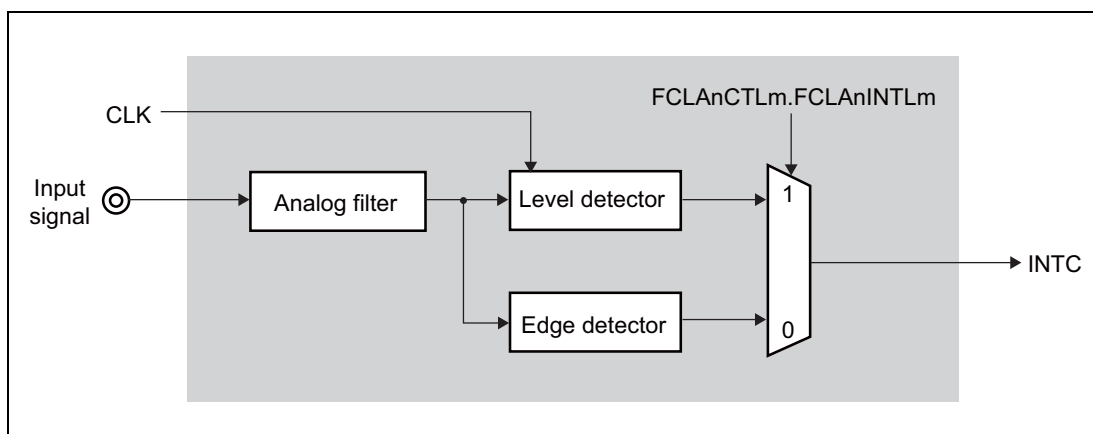 FCLAnCTLm.FCLAnINTLm
CLK
Input
signal
Analog filter
Level detector
1
INTC
Edge detector
0